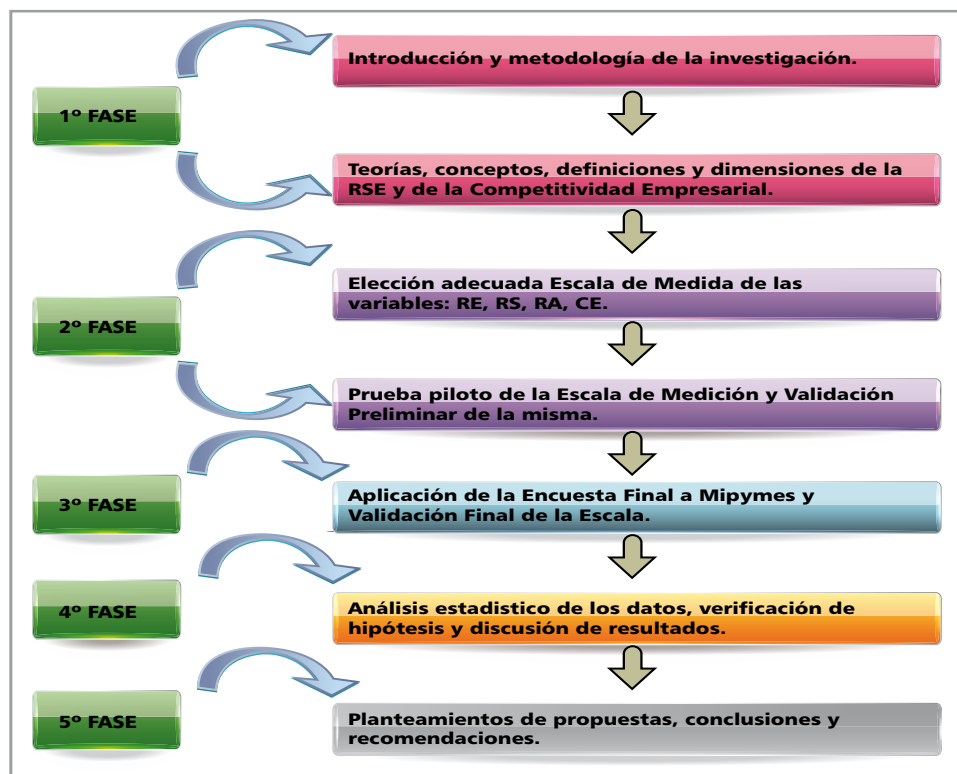 Introducción y metodología de la investigación.
1º FASE
Teorías, conceptos, definiciones y dimensiones de la
RSE y de la Competitividad Empresarial.
Elección adecuada Escala de Medida de las
variables: RE, RS, RA, CE.
2º FASE
Prueba piloto de la Escala de Medición y Validación
Preliminar de la misma.
3º FASE
Aplicación de la Encuesta Final a Mipymes y
Validación Final de la Escala.
4º FASE
Análisis estadistico de los datos, verificación de
hipótesis y discusión de resultados.
5º FASE
Planteamientos de propuestas, conclusiones y
recomendaciones.